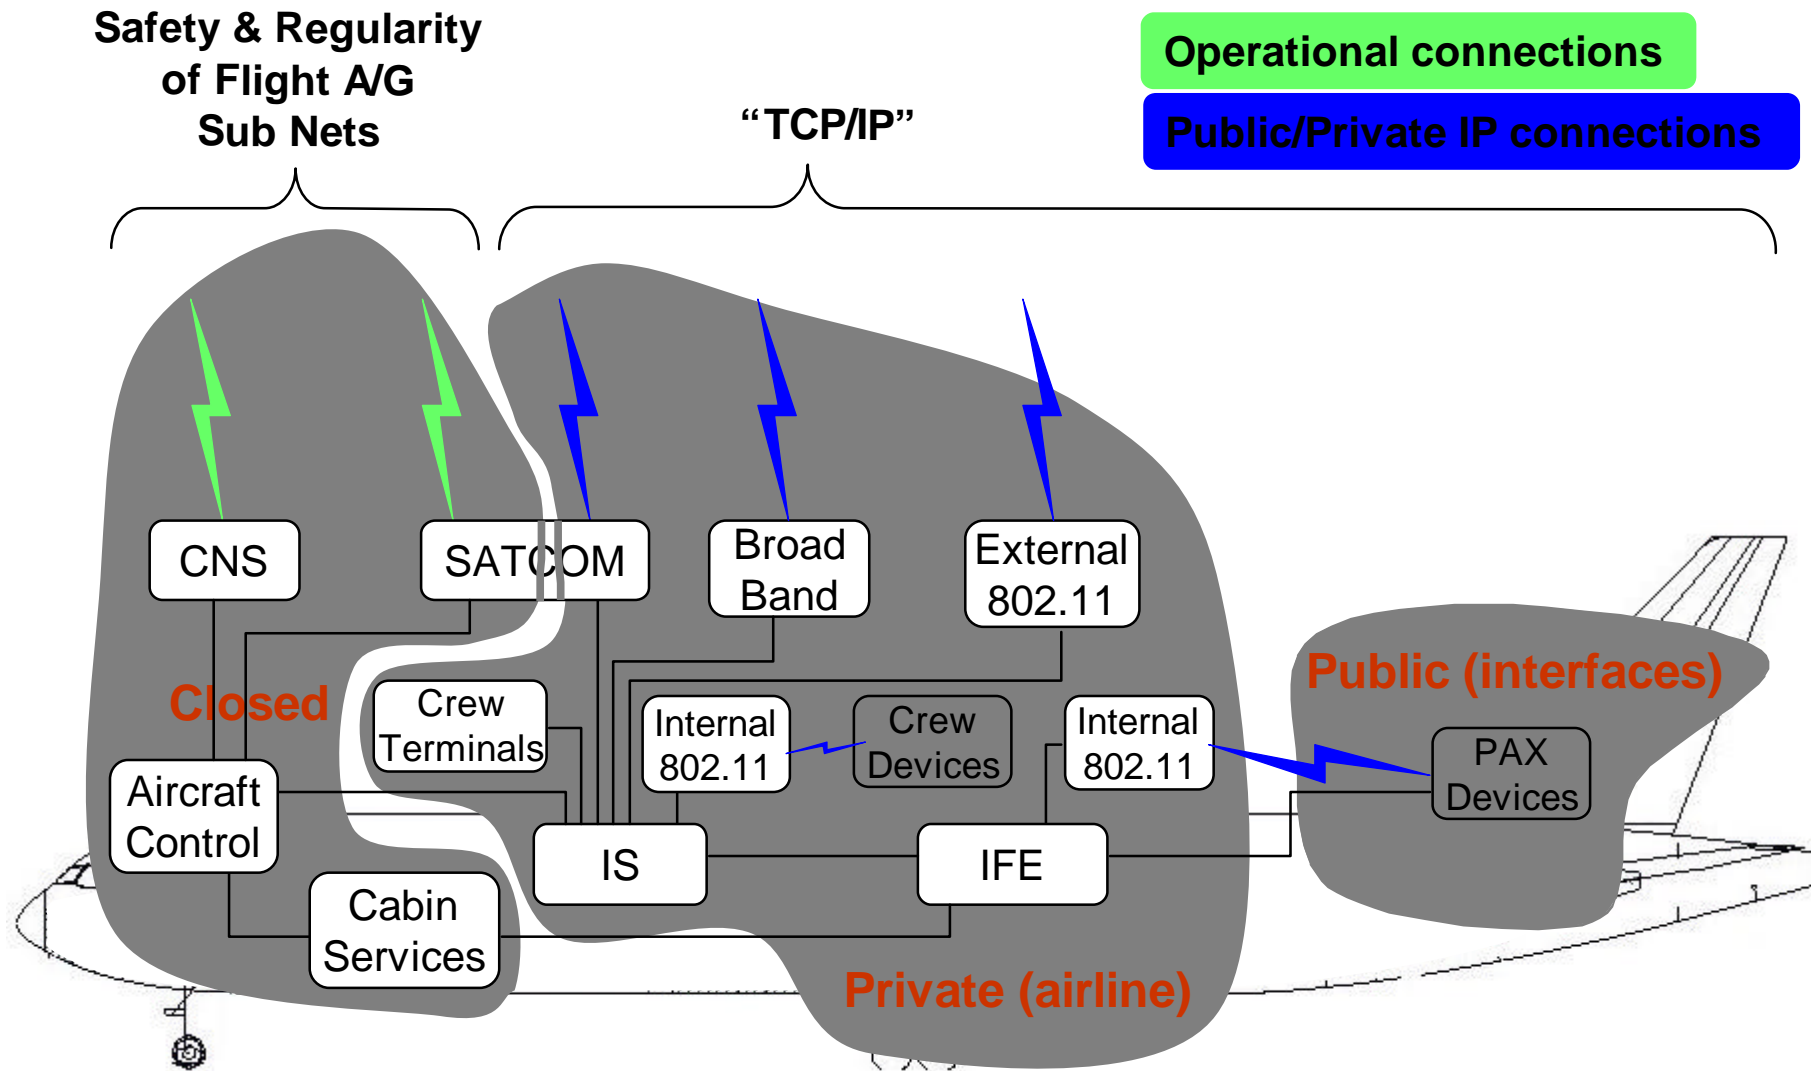 Safety & Regularity
of Flight A/G
Sub Nets
“TCP/IP”
Operational connections
Public/Private IP connections
CNS
SATCOM
Broad
Band
External
802.11
Closed
Crew
Terminals
Internal
802.11
Crew
Devices
Internal
802.11
Public (interfaces)
PAX
Devices
Aircraft
Control
IS
IFE
Cabin
Services
Private (airline)